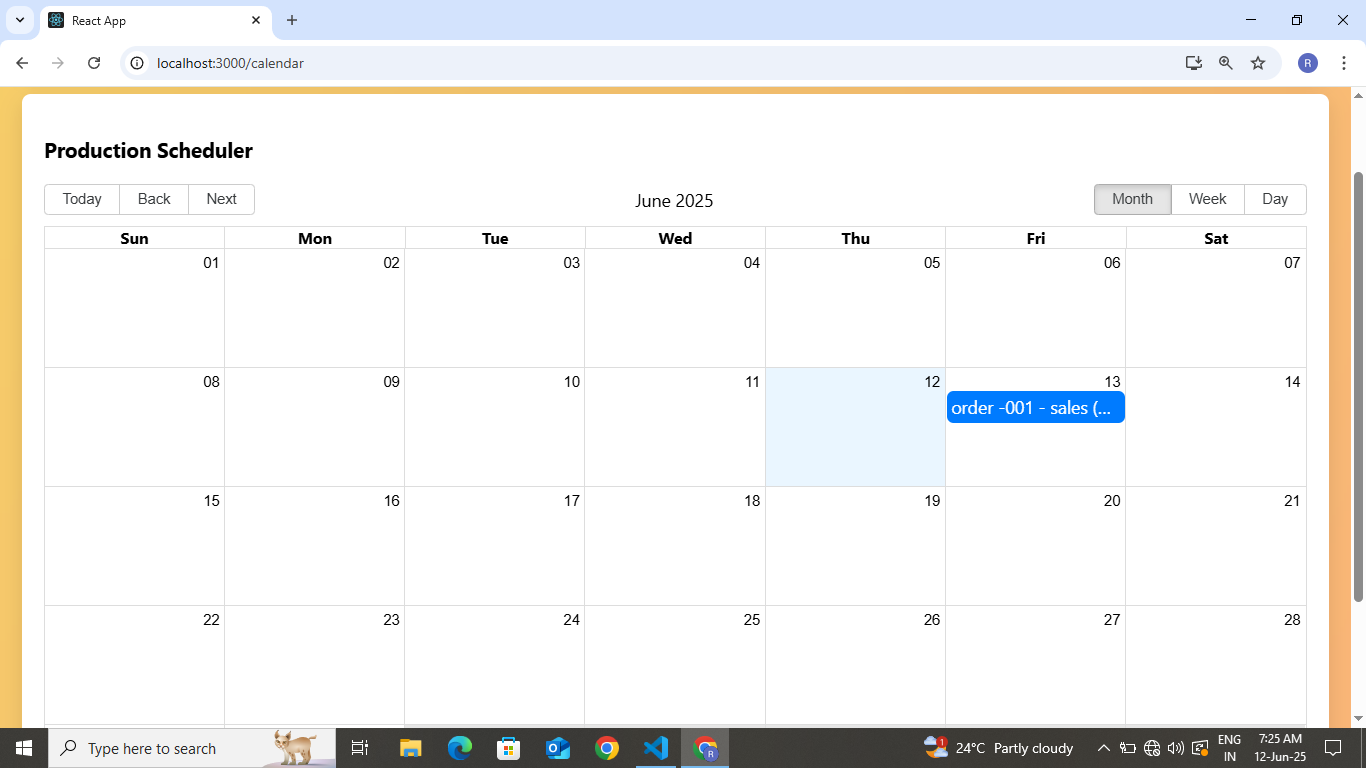 React App
localhost:3000/calendar
R
Production Scheduler
Today Back Next June 2025 Month Week Day
Sun Mon Tue Wed Thu Fri Sat
01 02 03 04 05 06 07
08 09 10 11 12 13 14
order -001 - sales (...
15 16 17 18 19 20 21
22 23 24 25 26 27 28
Type here to search
R
1
24°C Partly cloudy
ENG
IN
7:25 AM
12-Jun-25